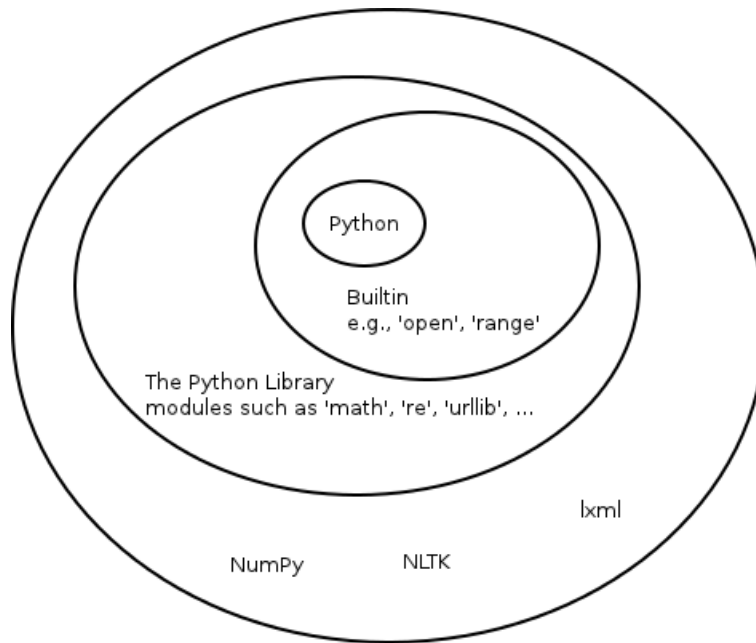 Python
Builtin
e.g., 'open', 'range'
The Python Library
modules such as 'math', 're', 'urllib', ...
lxml
NumPy
NLTK